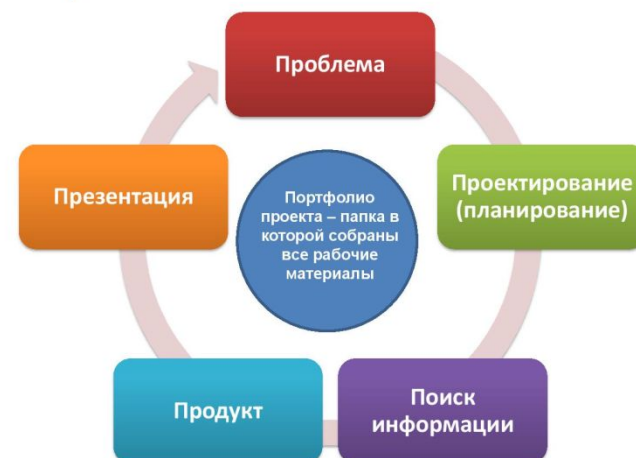 Проблема
Проектирование
(планирование)
Поиск
информации
Продукт
Презентация
Портфолио
проекта – папка в
которой собраны
все рабочие
материалы